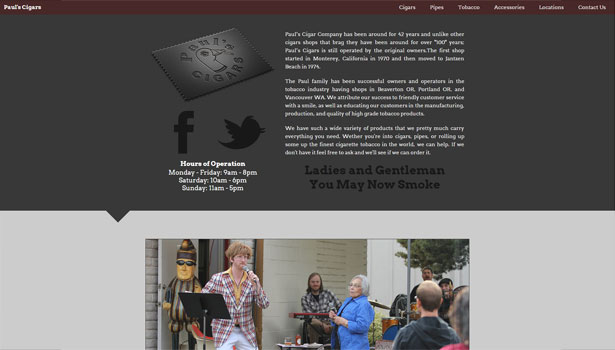 Paul's Cigars
Cigars Pipes Tobacco Accessories Locations Contact Us
Paul's Cigars
Paul's Cigar Company has been around for 42 years and unlike other
cigars shops that brag they have been around for over "100" years;
Paul's Cigars is still operated by the original owners.The first shop
started in Monterey, California in 1970 and then moved to Jantzen
Beach in 1974.
The Paul family has been successful owners and operators in the
tobacco industry having shops in Beaverton OR, Portland OR, and
Vancouver WA. We attribute our success to friendly customer service
with a smile, as well as educating our customers in the manufacturing,
production, and quality of high grade tobacco products.
We have such a wide variety of products that we pretty much carry
everything you need. Wether you're into cigars, pipes, or rolling up
some up the finest cigarette tobacco in the world, we can help. If we
don't have it feel free to ask and we'll see if we can order it.
Hours of Operation
Monday - Friday: 9am - 8pm
Saturday: 10am - 6pm
Sunday: 11am - 5pm
Ladies and Gentleman
You May Now Smoke